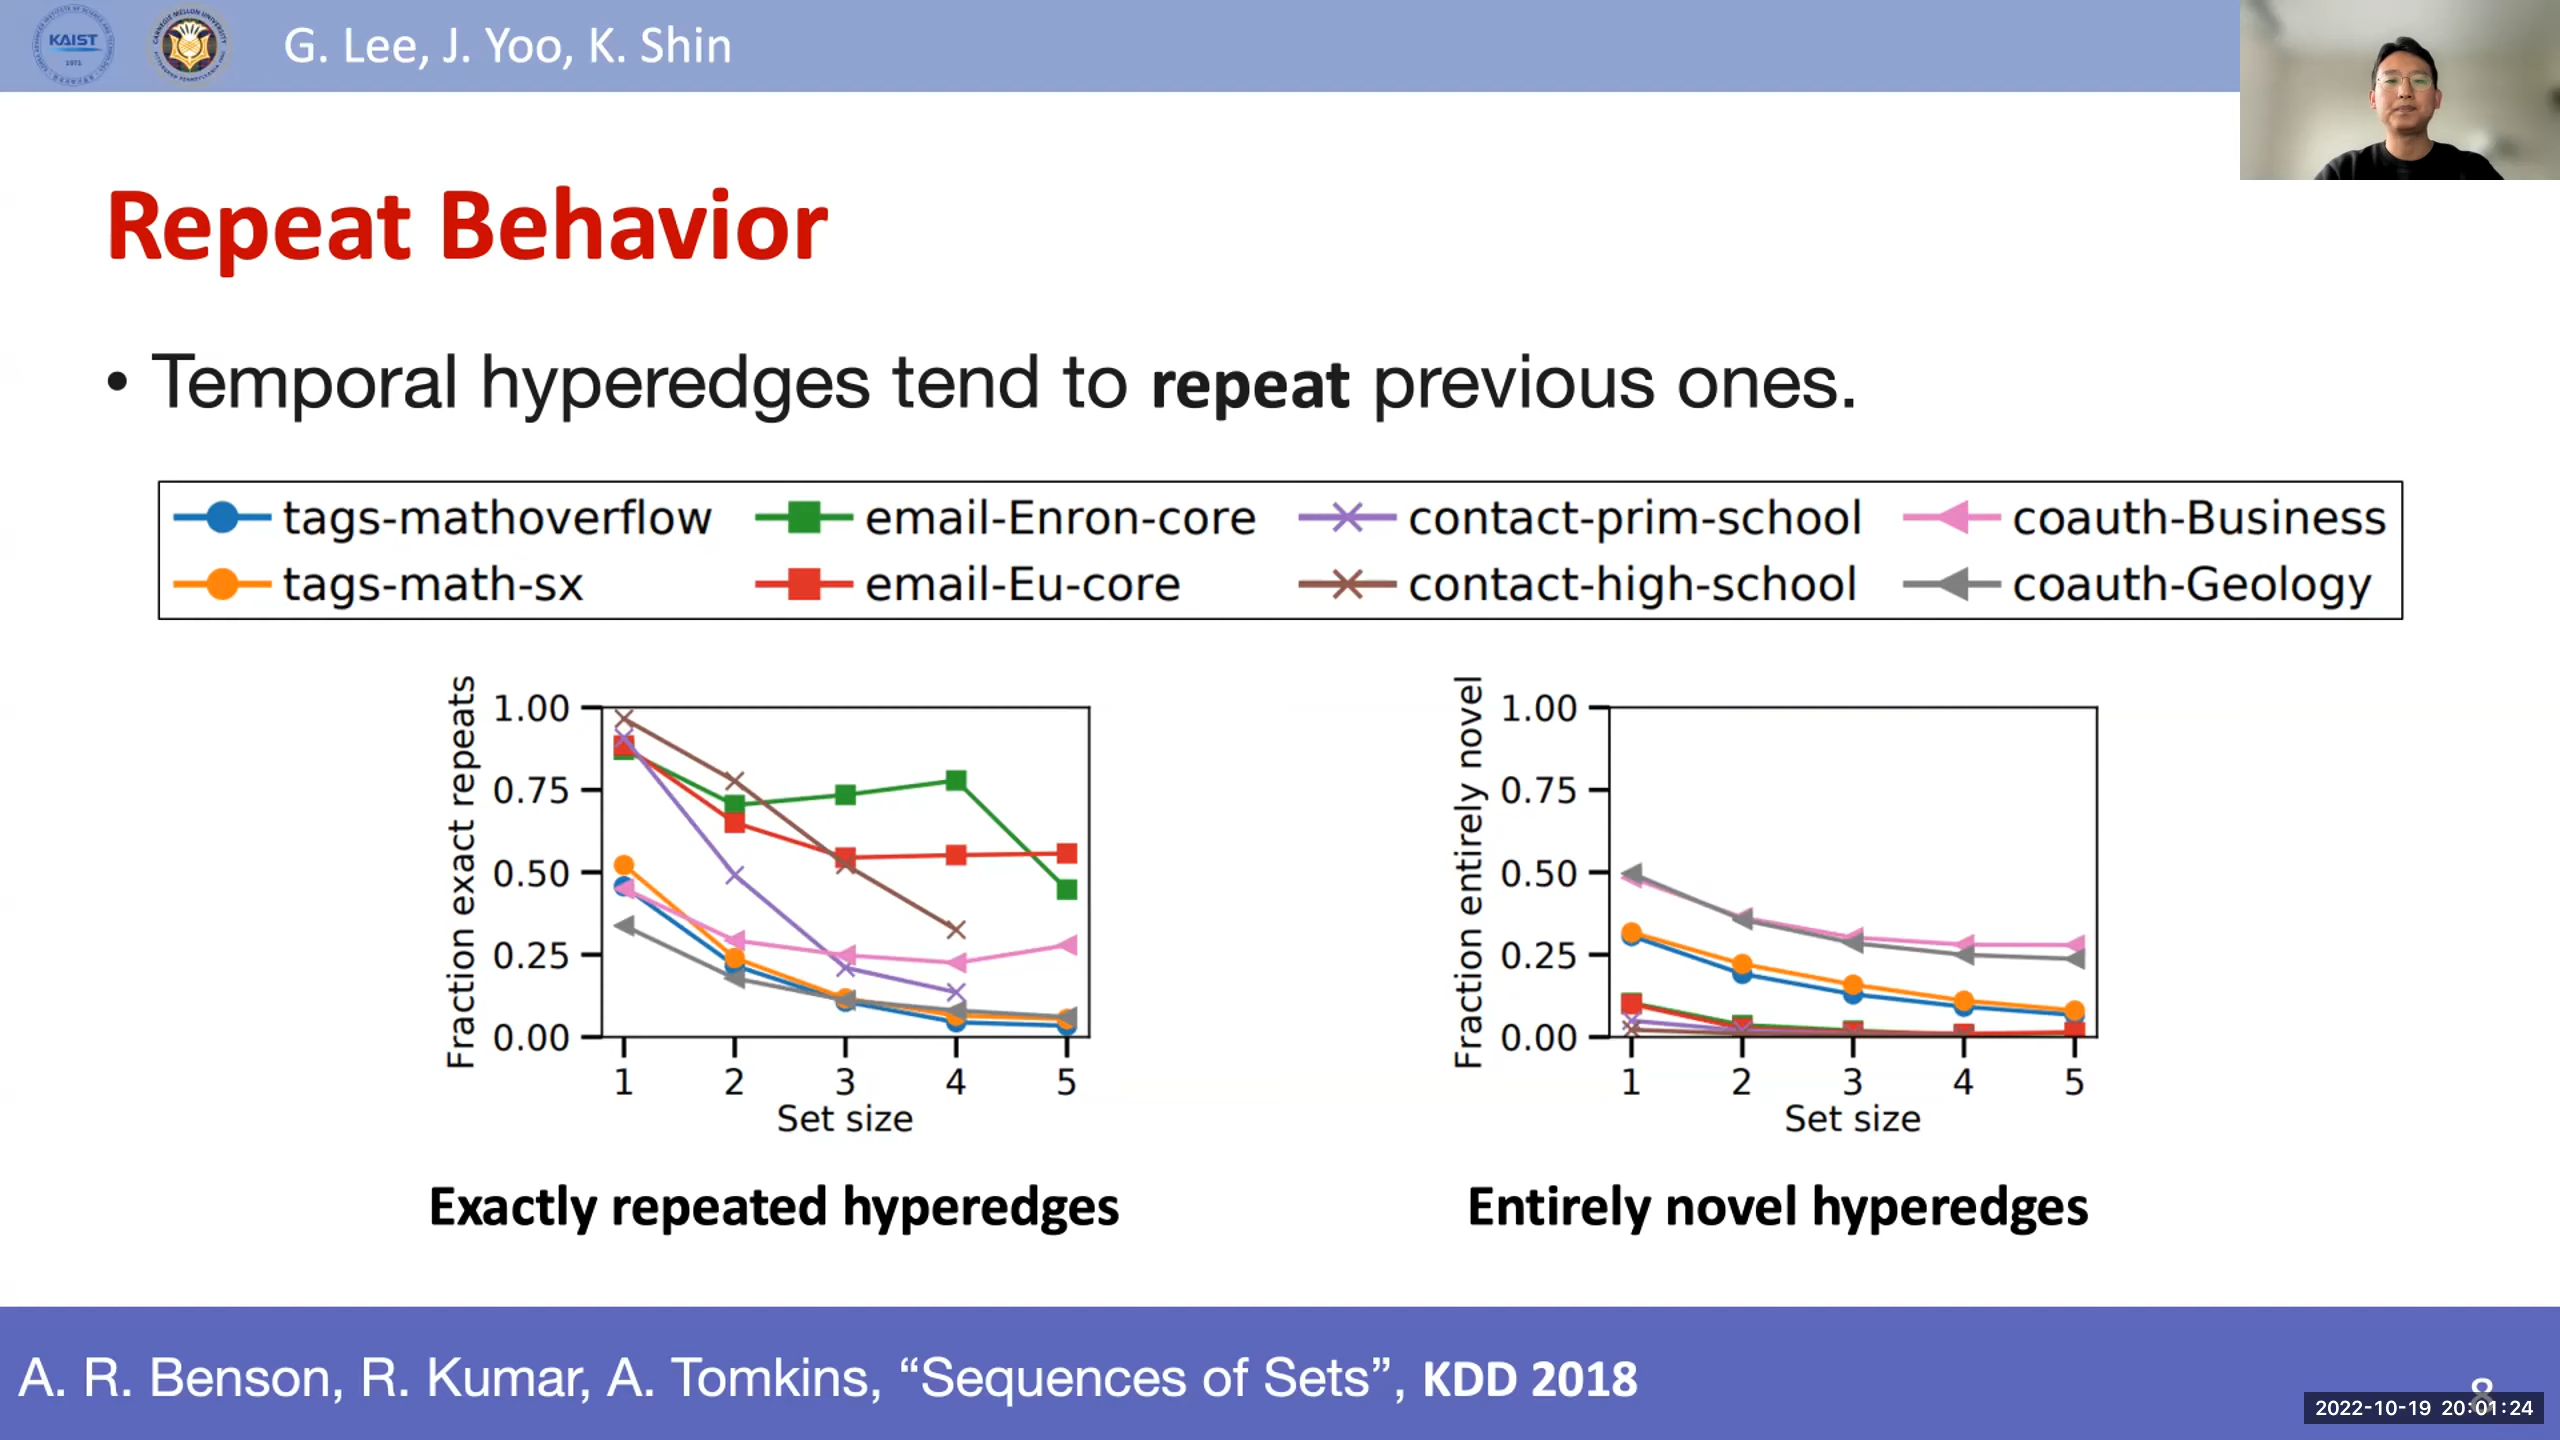 KAIST
1971
G. Lee, J. Yoo, K. Shin
Repeat Behavior
• Temporal hyperedges tend to repeat previous ones.
tags-mathoverflow email-Enron-core contact-prim-school coauth-Business
tags-math-sx email-Eu-core contact-high-school coauth-Geology
Fraction exact repeats
1.00
0.75
0.50
0.25
0.00
1 2 3 4 5
Set size
Exactly repeated hyperedges
Fraction entirely novel
1.00
0.75
0.50
0.25
0.00
1 2 3 4 5
Set size
Entirely novel hyperedges
A. R. Benson, R. Kumar, A. Tomkins, “Sequences of Sets”, KDD 2018
8
2022-10-19 20:01:24